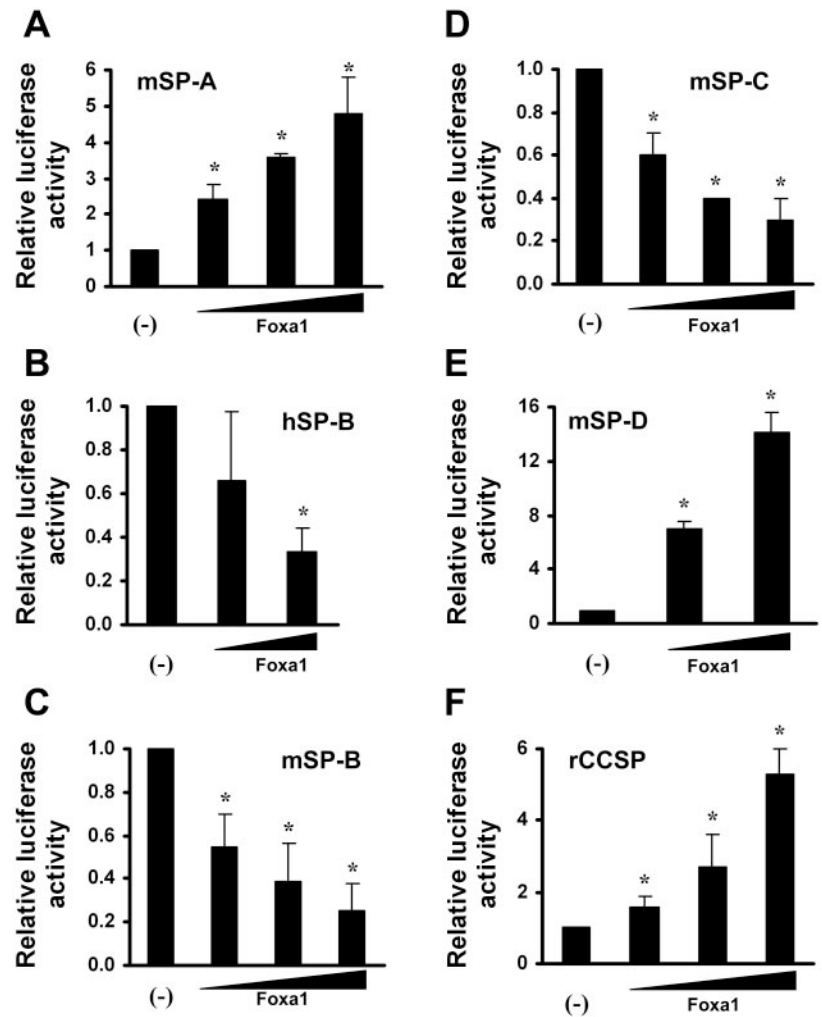 A
mSP-A
Relative luciferase
activity
6
5
4
3
2
1
0
*
*
*
(-)
Foxa1
B
hSP-B
Relative luciferase
activity
1.0
0.8
0.6
0.4
0.2
0.0
*
(-)
Foxa1
C
mSP-B
Relative luciferase
activity
1.0
0.8
0.6
0.4
0.2
0.0
*
*
*
(-)
Foxa1
D
mSP-C
Relative luciferase
activity
1.0
0.8
0.6
0.4
0.2
0.0
*
*
*
(-)
Foxa1
E
mSP-D
Relative luciferase
activity
16
12
8
4
0
*
*
(-)
Foxa1
F
rCCSP
Relative luciferase
activity
6
4
2
0
*
*
*
(-)
Foxa1